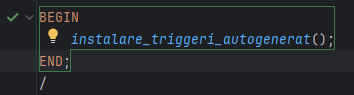 BEGIN
    instalare_triggeri_autogenerat();
END;
/